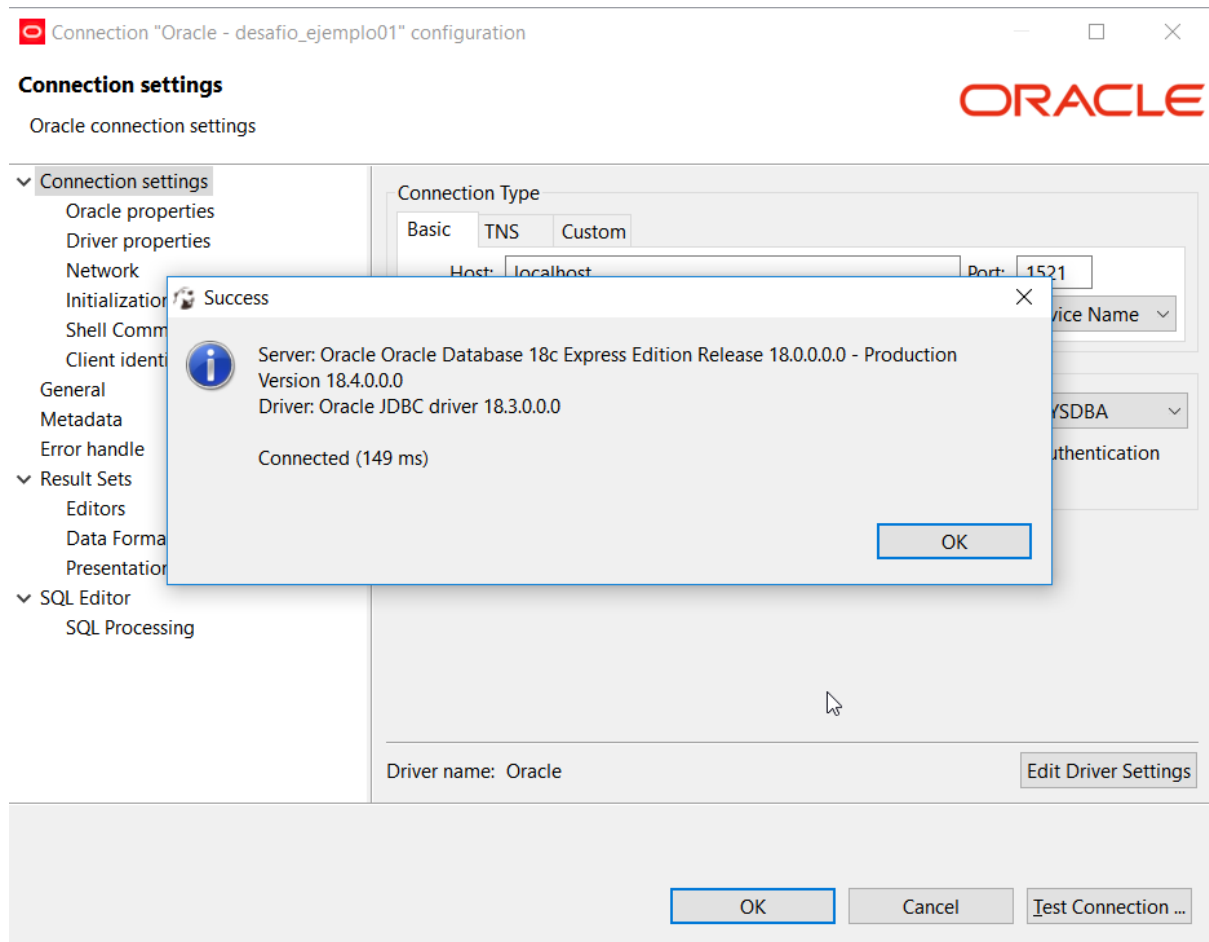 Connection "Oracle - desafio_ejemplo01" configuration
Connection settings
ORACLE
Oracle connection settings
Connection settings
Oracle properties
Driver properties
Network
Initialization
Shell Comm
Client identi
General
Metadata
Error handle
Result Sets
Editors
Data Forma
Presentation
SQL Editor
SQL Processing
Connection Type
Basic TNS Custom
Host: localhost Port: 1521
vice Name
YSDBA
uthentication
Success
Server: Oracle Oracle Database 18c Express Edition Release 18.0.0.0.0 - Production
Version 18.4.0.0.0
Driver: Oracle JDBC driver 18.3.0.0.0
Connected (149 ms)
OK
Driver name: Oracle Edit Driver Settings
OK Cancel Test Connection ...